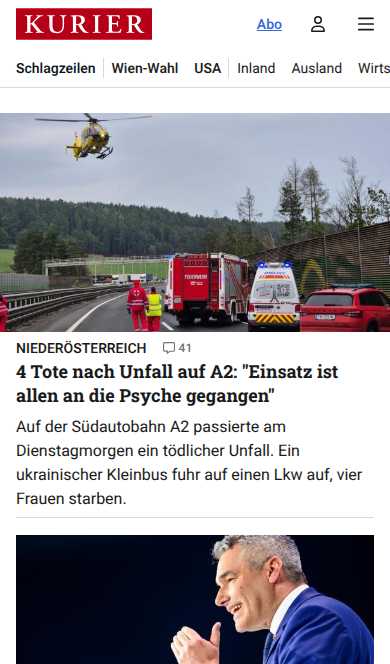 KURIER
Abo
Schlagzeilen
Wien-Wahl
USA
Inland
Ausland
Wirts
FEUERWEHR
NIEDERÖSTERREICH
41
4 Tote nach Unfall auf A2: "Einsatz ist
allen an die Psyche gegangen"
Auf der Südautobahn A2 passierte am
Dienstagmorgen ein tödlicher Unfall. Ein
ukrainischer Kleinbus fuhr auf einen Lkw auf, vier
Frauen starben.